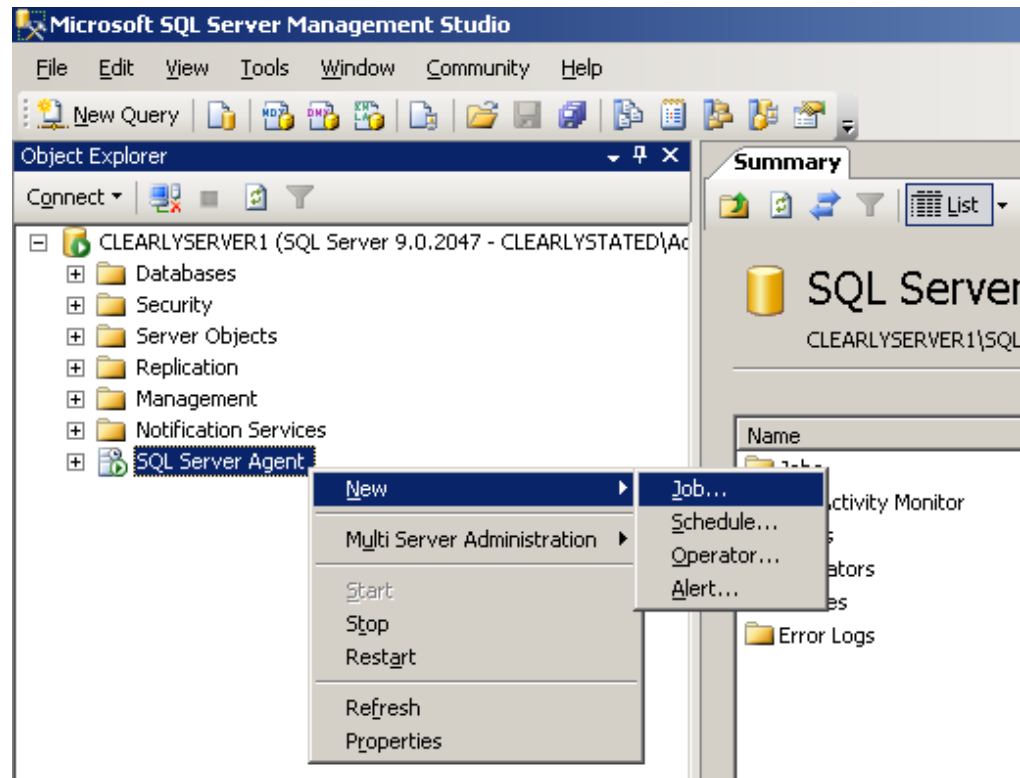 Microsoft SQL Server Management Studio
File Edit View Tools Window Community Help
New Query
Object Explorer
Connect
CLEARLYSERVER1 (SQL Server 9.0.2047 - CLEARLYSTATED\Ad
Databases
Security
Server Objects
Replication
Management
Notification Services
SQL Server Agent
New
Multi Server Administration
Start
Stop
Restart
Refresh
Properties
Job...
Schedule...
Operator...
Alert...
Summary
List
SQL Server
CLEARLYSERVER1\SQL
Name
Jobs
Activity Monitor
ators
es
Error Logs